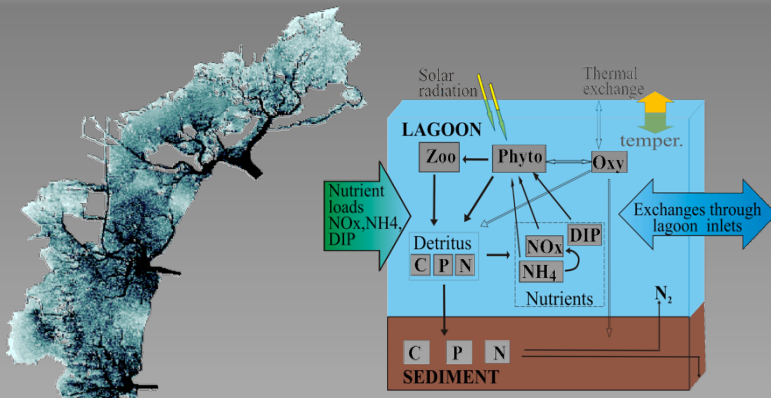 Solar
radiation
Thermal
exchange
temper.
LAGOON
Zoo
Phyto
Oxy
Nutrient
loads
NOx,NH4,
DIP
Exchanges through
lagoon inlets
Detritus
C P N
DIP
NOx
NH4
Nutrients
N2
C P N
SEDIMENT